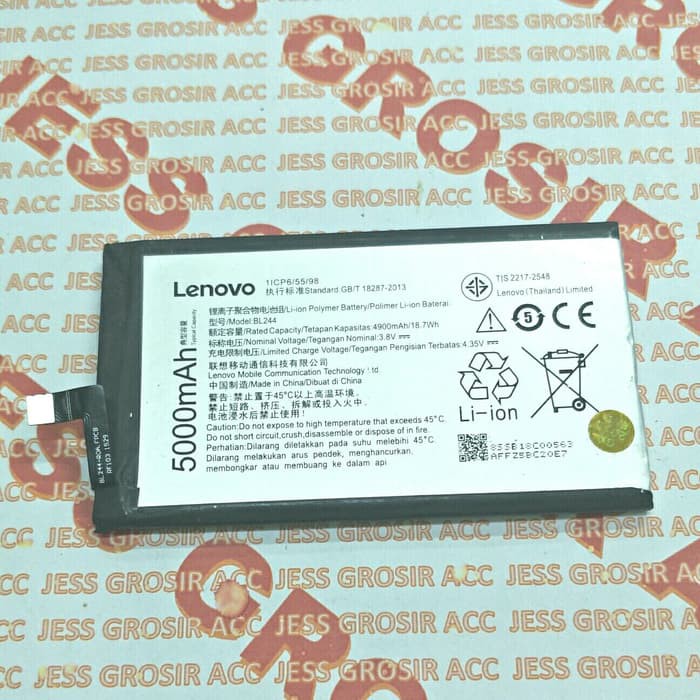 Lenovo
1ICP6/55/98
执行标准Standard GB/T 18287-2013
锂离子聚合物电池组/Li-ion Polymer Battery/Polimer Li-ion Baterai
型号/Model:BL244
额定容量/Rated Capacity/Tetapan Kapasitas:4900mAh/18.7Wh
标称电压/Nominal Voltage/Tegangan Nominal:3.8V
充电限制电压/Limited Charge Voltage/Tegangan Pengisian Terbatas:4.35V
联想移动通信科技有限公司
Lenovo Mobile Communication Technology Ltd
中国制造/Made in China/Dibuat di China
警告:禁止置于45°C以上高温环境.
禁止短路、挤压、拆解或投入火中.
电池浸水后禁止使用!
Caution:Do not expose to high temperature that exceeds 45°C.
Do not short circuit,crush,disassemble or dispose of in fire.
Perhatian:Dilarang diletakkan pada suhu melebihi 45°C.
Dilarang melakukan arus pendek, menghancurkan,
membongkar atau membuang ke dalam api
5000mAh
典型容量
Typical Capacity
TIS 2217-2548
Lenovo (Thailand) Limited
5
CE
Li-ion
8SSB18C00563
AFFZ5BC20E7
JESS GROSIR ACC